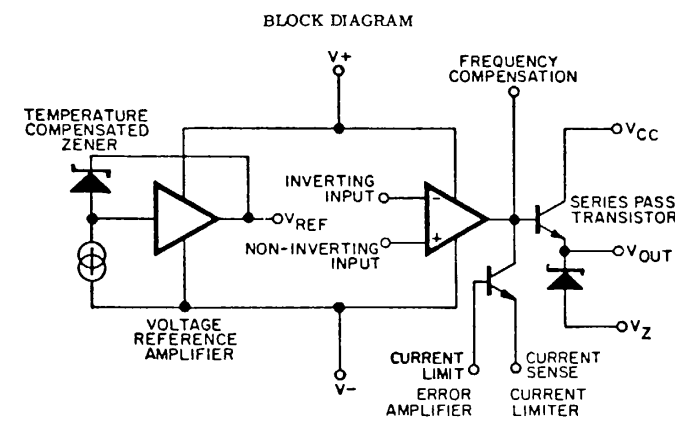 BLOCK DIAGRAM
V+
FREQUENCY
COMPENSATION
TEMPERATURE
COMPENSATED
ZENER
VCC
INVERTING
INPUT
-
SERIES PASS
TRANSISTOR
VREF
NON-INVERTING
INPUT
+
VOUT
VOLTAGE
REFERENCE
AMPLIFIER
VZ
CURRENT
LIMIT
CURRENT
SENSE
V-
ERROR
AMPLIFIER
CURRENT
LIMITER